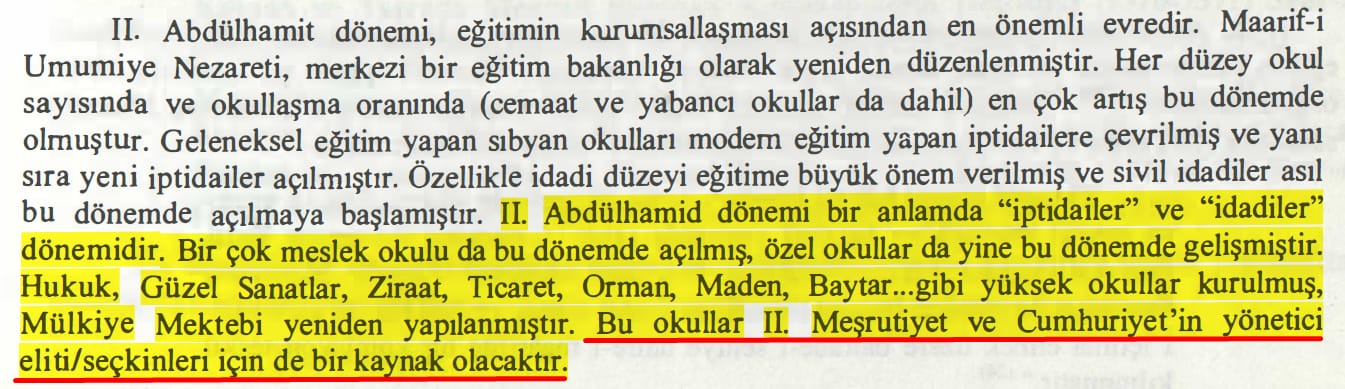 II. Abdülhamit dönemi, eğitimin kurumsallaşması açısından en önemli evredir. Maarif-i
Umumiye Nezareti, merkezi bir eğitim bakanlığı olarak yeniden düzenlenmiştir. Her düzey okul
sayısında ve okullaşma oranında (cemaat ve yabancı okullar da dahil) en çok artış bu dönemde
olmuştur. Geleneksel eğitim yapan sıbyan okulları modern eğitim yapan iptidailere çevrilmiş ve yanı
sıra yeni iptidailer açılmıştır. Özellikle idadi düzeyi eğitime büyük önem verilmiş ve sivil idadiler asıl
bu dönemde açılmaya başlamıştır. II. Abdülhamid dönemi bir anlamda “iptidailer” ve “idadiler”
dönemidir. Bir çok meslek okulu da bu dönemde açılmış, özel okullar da yine bu dönemde gelişmiştir.
Hukuk, Güzel Sanatlar, Ziraat, Ticaret, Orman, Maden, Baytar...gibi yüksek okullar kurulmuş,
Mülkiye Mektebi yeniden yapılanmıştır. Bu okullar II. Meşrutiyet ve Cumhuriyet’in yönetici
eliti/seçkinleri için de bir kaynak olacaktır.